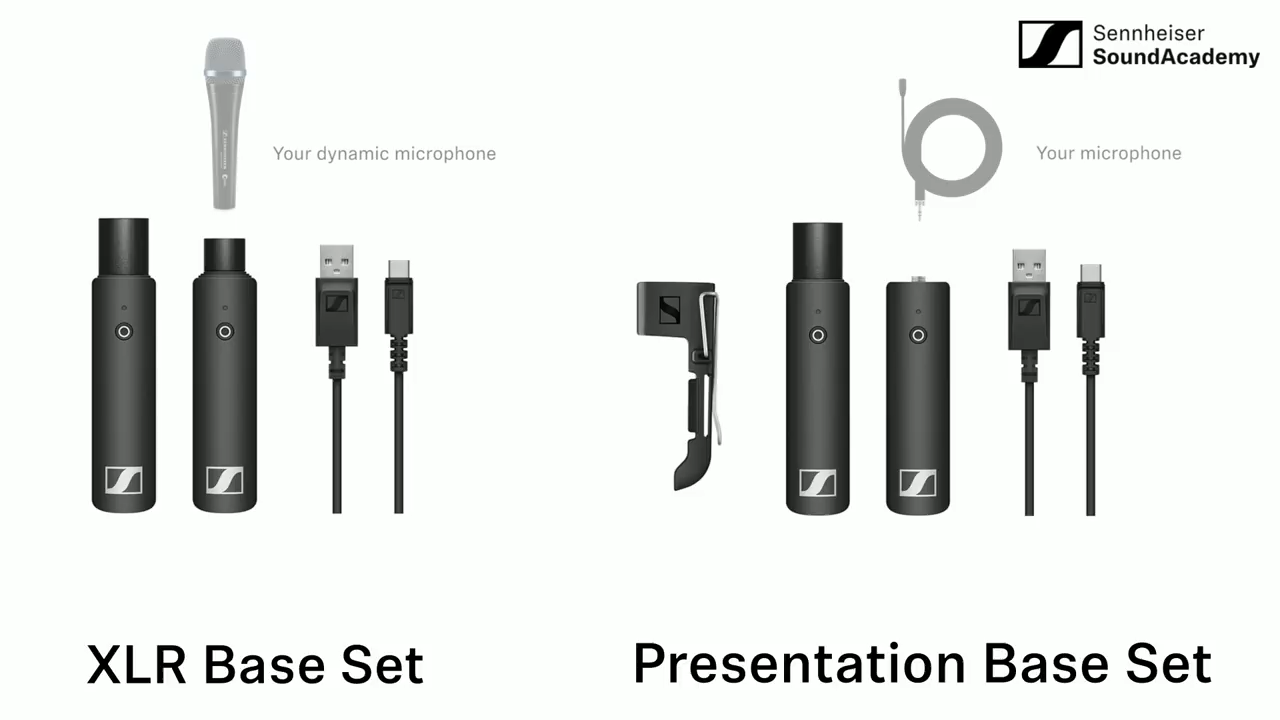 Sennheiser
SoundAcademy
Your dynamic microphone
Your microphone
XLR Base Set
Presentation Base Set